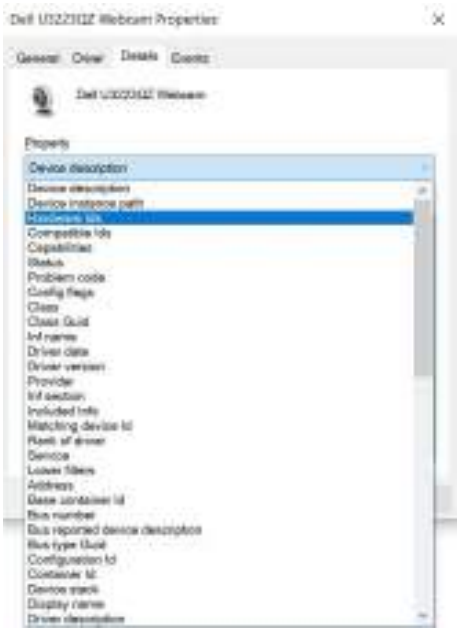 Dell U3223QZ Webcam Properties
General Driver Details Events
Dell U3223QZ Webcam
Property
Device description
Device description
Device instance path
Hardware Ids
Compatible Ids
Capabilities
Status
Problem code
Config flags
Class
Class Guid
Inf name
Driver date
Driver version
Provider
Inf section
Included Infs
Matching device Id
Rank of driver
Service
Lower filters
Address
Base container Id
Bus number
Bus reported device description
Bus type Guid
Configuration Id
Container Id
Device stack
Display name
Driver description